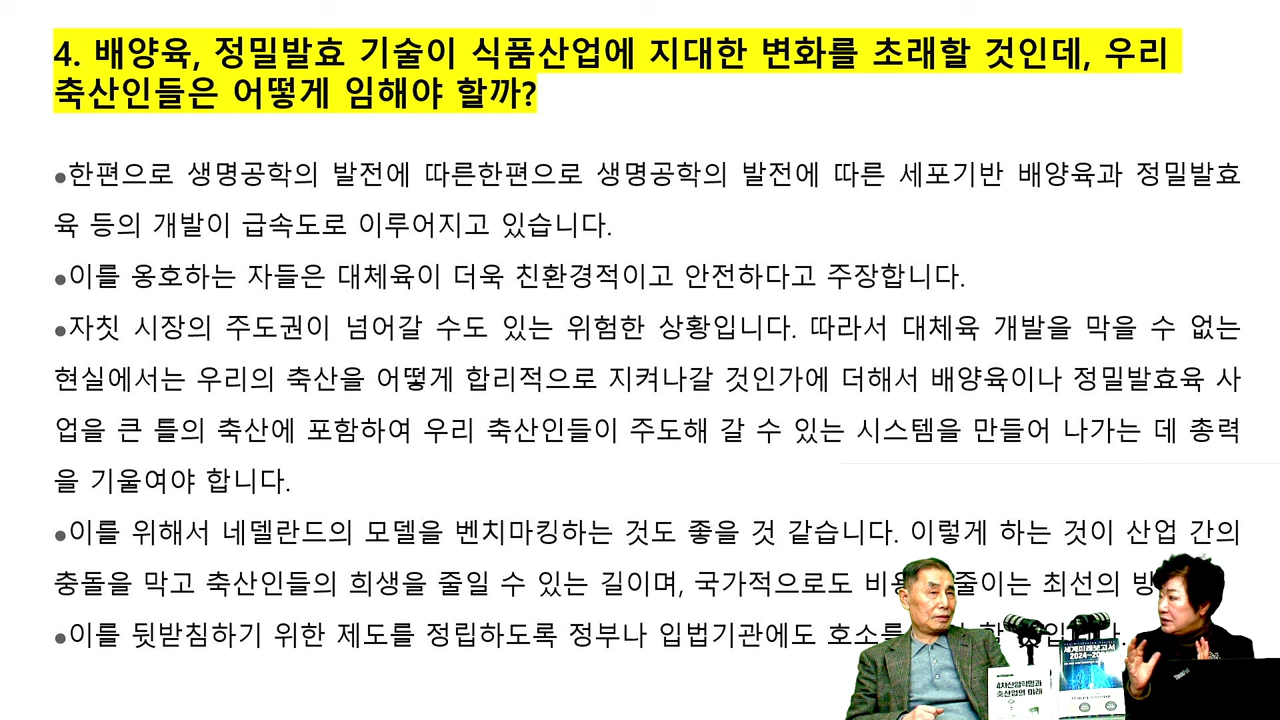 4. 배양육, 정밀발효 기술이 식품산업에 지대한 변화를 초래할 것인데, 우리
축산인들은 어떻게 임해야 할까?
●한편으로 생명공학의 발전에 따른한편으로 생명공학의 발전에 따른 세포기반 배양육과 정밀발효
육 등의 개발이 급속도로 이루어지고 있습니다.
●이를 옹호하는 자들은 대체육이 더욱 친환경적이고 안전하다고 주장합니다.
●자칫 시장의 주도권이 넘어갈 수도 있는 위험한 상황입니다. 따라서 대체육 개발을 막을 수 없는
현실에서는 우리의 축산을 어떻게 합리적으로 지켜나갈 것인가에 더해서 배양육이나 정밀발효육 사
업을 큰 틀의 축산에 포함하여 우리 축산인들이 주도해 갈 수 있는 시스템을 만들어 나가는 데 총력
을 기울여야 합니다.
●이를 위해서 네델란드의 모델을 벤치마킹하는 것도 좋을 것 같습니다. 이렇게 하는 것이 산업 간의
충돌을 막고 축산인들의 희생을 줄일 수 있는 길이며, 국가적으로도 비용 줄이는 최선의 방
●이를 뒷받침하기 위한 제도를 정립하도록 정부나 입법기관에도 호소를
4차산업혁명과
축산업의 미래
세계미래보고서
ThinkPad